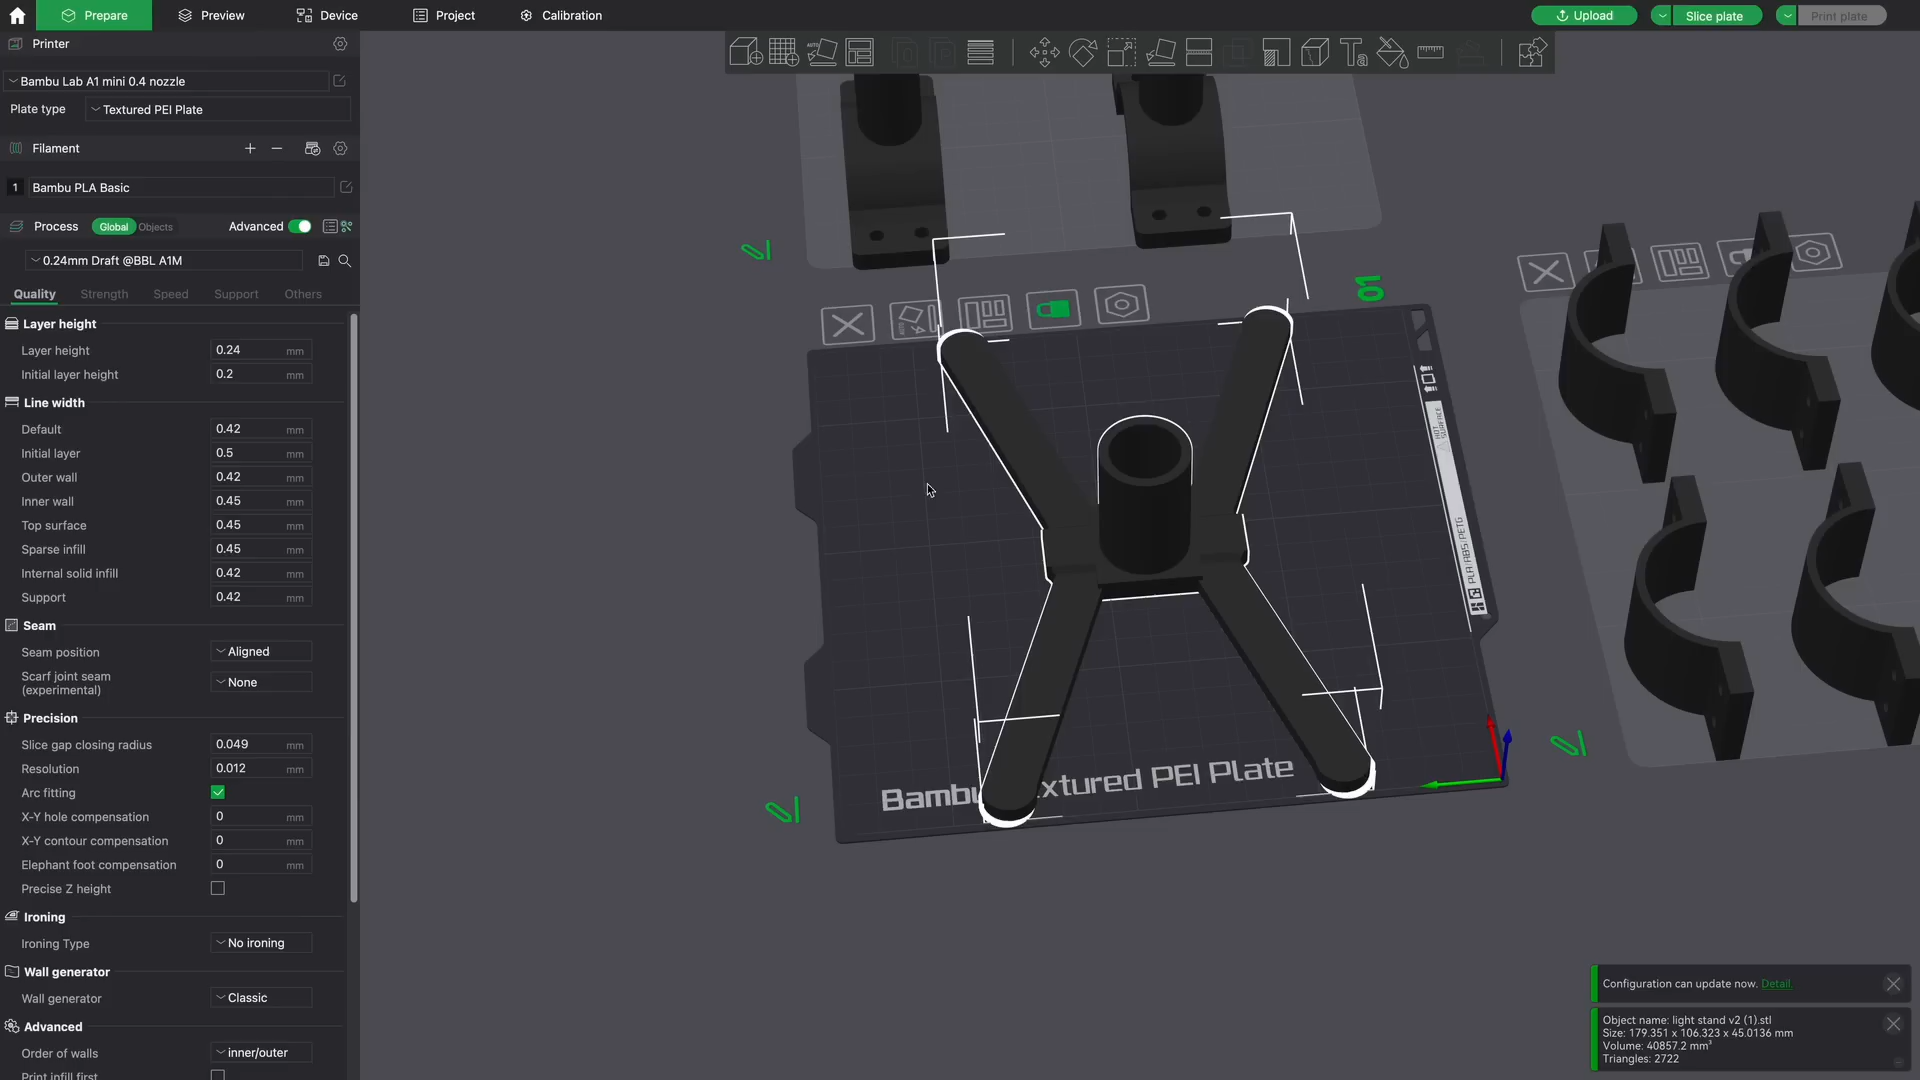 Prepare
Preview
Device
Project
Calibration
Upload
Slice plate
Print plate
Printer
Bambu Lab A1 mini 0.4 nozzle
Plate type
Textured PEI Plate
Filament
1
Bambu PLA Basic
Process
Global
Objects
Advanced
0.24mm Draft @BBL A1M
Quality
Strength
Speed
Support
Others
Layer height
Layer height 0.24 mm
Initial layer height 0.2 mm
Line width
Default 0.42 mm
Initial layer 0.5 mm
Outer wall 0.42 mm
Inner wall 0.45 mm
Top surface 0.45 mm
Sparse infill 0.45 mm
Internal solid infill 0.42 mm
Support 0.42 mm
Seam
Seam position Aligned
Scarf joint seam
(experimental) None
Precision
Slice gap closing radius 0.049 mm
Resolution 0.012 mm
Arc fitting
X-Y hole compensation 0 mm
X-Y contour compensation 0 mm
Elephant foot compensation 0 mm
Precise Z height
Ironing
Ironing Type No ironing
Wall generator
Wall generator Classic
Advanced
Order of walls inner/outer
Print infill first
AUTO
01
HOT SURFACE
PLA/ABS/PETG
Bambu xtured PEI Plate
Configuration can update now. Detail
Object name: light stand v2 (1).stl
Size: 179.351 x 106.323 x 45.0136 mm
Volume: 40857.2 mm³
Triangles: 2722